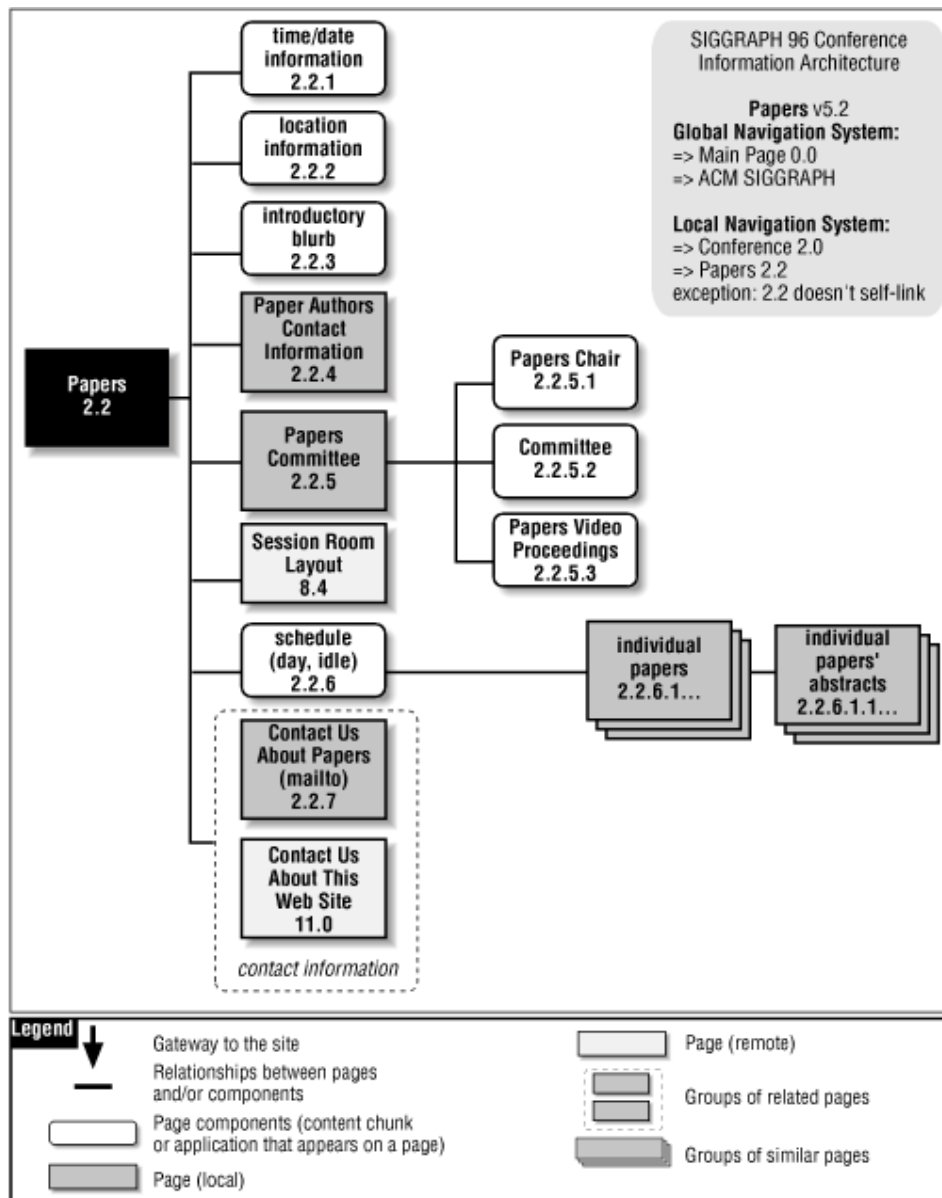 time/date
information
2.2.1
location
information
2.2.2
introductory
blurb
2.2.3
Paper Authors
Contact
Information
2.2.4
Papers
2.2
Papers
Committee
2.2.5
Papers Chair
2.2.5.1
Committee
2.2.5.2
Papers Video
Proceedings
2.2.5.3
Session Room
Layout
8.4
schedule
(day, idle)
2.2.6
individual
papers
2.2.6.1...
individual
papers'
abstracts
2.2.6.1.1...
Contact Us
About Papers
(mailto)
2.2.7
Contact Us
About This
Web Site
11.0
contact information
SIGGRAPH 96 Conference
Information Architecture
Papers v5.2
Global Navigation System:
=> Main Page 0.0
=> ACM SIGGRAPH
Local Navigation System:
=> Conference 2.0
=> Papers 2.2
exception: 2.2 doesn't self-link
Legend
Gateway to the site
Relationships between pages
and/or components
Page components (content chunk
or application that appears on a page)
Page (local)
Page (remote)
Groups of related pages
Groups of similar pages